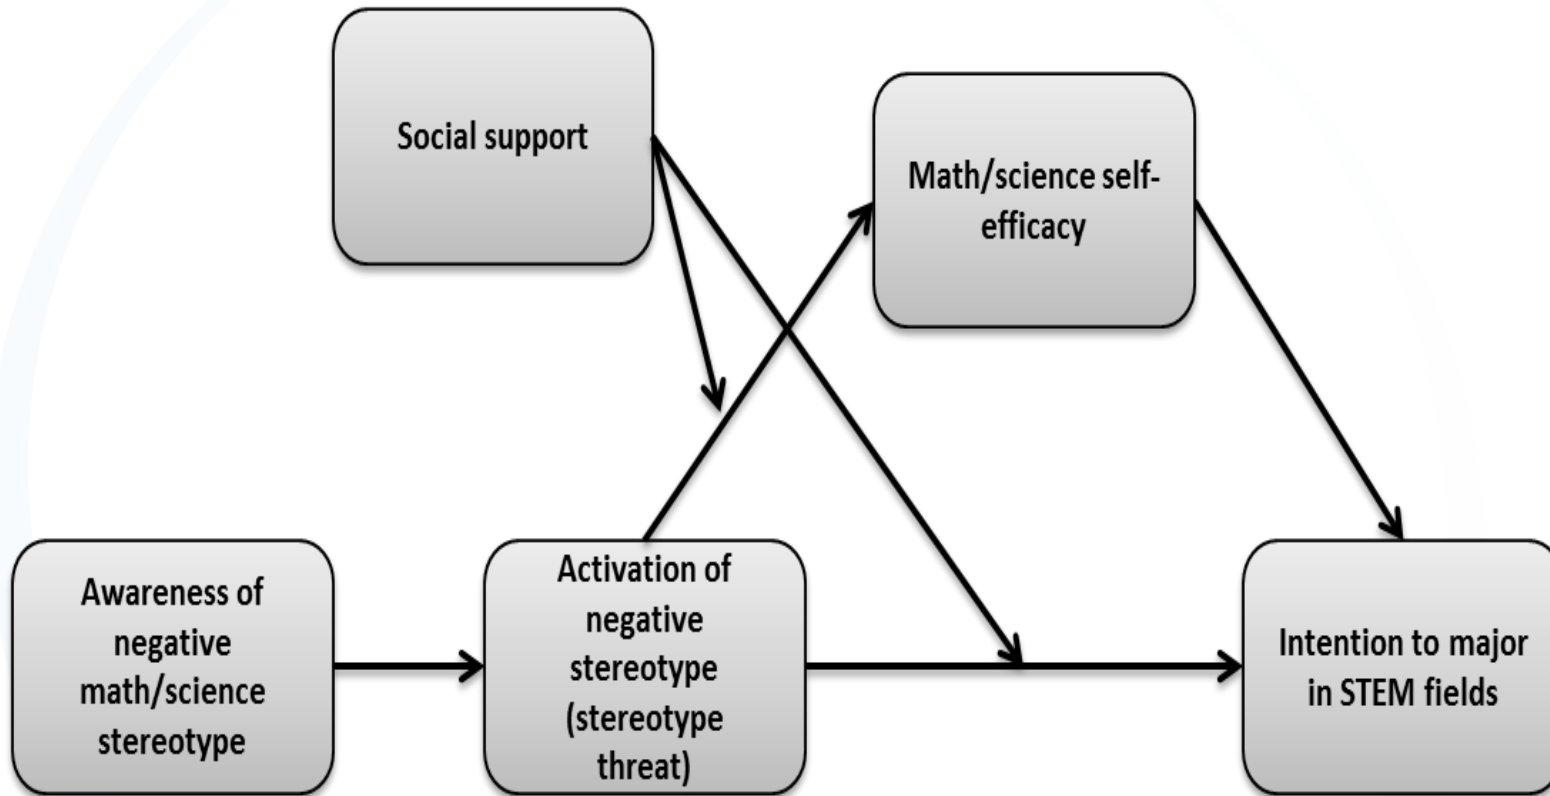 Social support
Math/science self-
efficacy
Awareness of
negative
math/science
stereotype
Activation of
negative
stereotype
(stereotype
threat)
Intention to major
in STEM fields